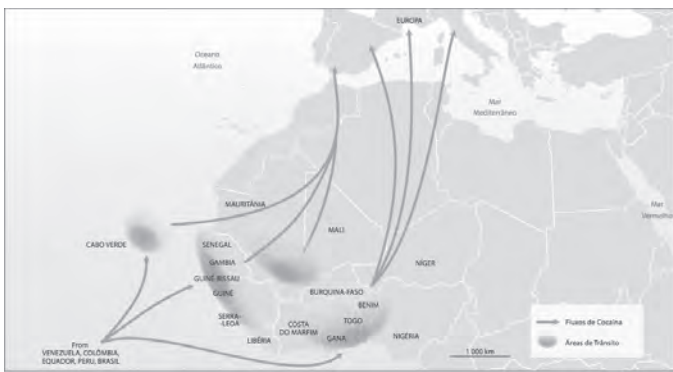 EUROPA
Oceano
Atlântico
Mar
Mediterrâneo
Mar
Vermelho
MAURITÂNIA
MALI
NÍGER
CABO VERDE
SENEGAL
GAMBIA
GUINÉ-BISSAU
GUINÉ
SERRA-
LEOA
LIBÉRIA
COSTA
DO MARFIM
BURQUINA-FASO
BENIM
TOGO
GANA
NIGÉRIA
From
VENEZUELA, COLÔMBIA,
EQUADOR, PERU, BRASIL
1 000 km
Fluxos de Cocaína
Áreas de Trânsito